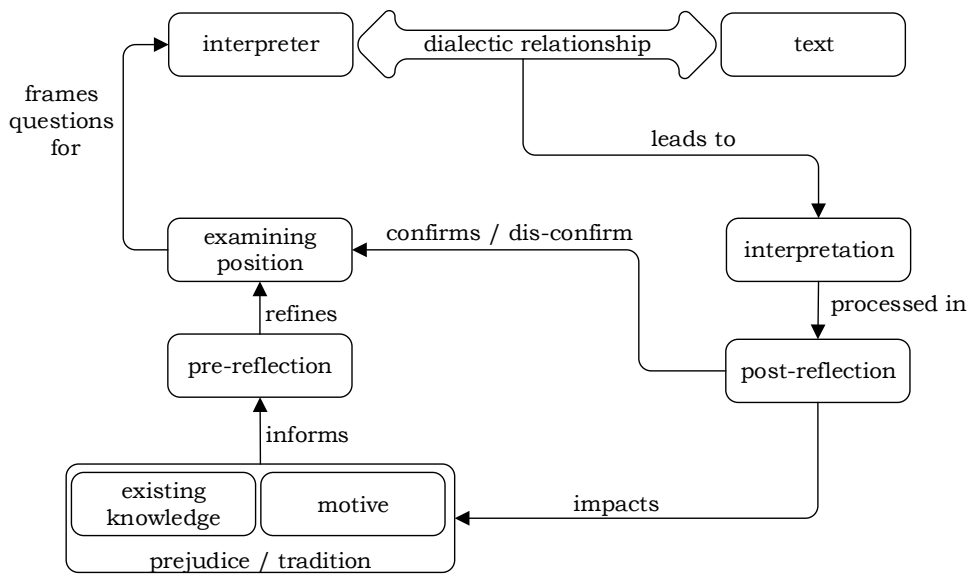 interpreter
dialectic relationship
text
frames
questions
for
leads to
examining
position
confirms / dis-confirm
interpretation
refines
processed in
pre-reflection
post-reflection
informs
existing
knowledge
motive
impacts
prejudice / tradition